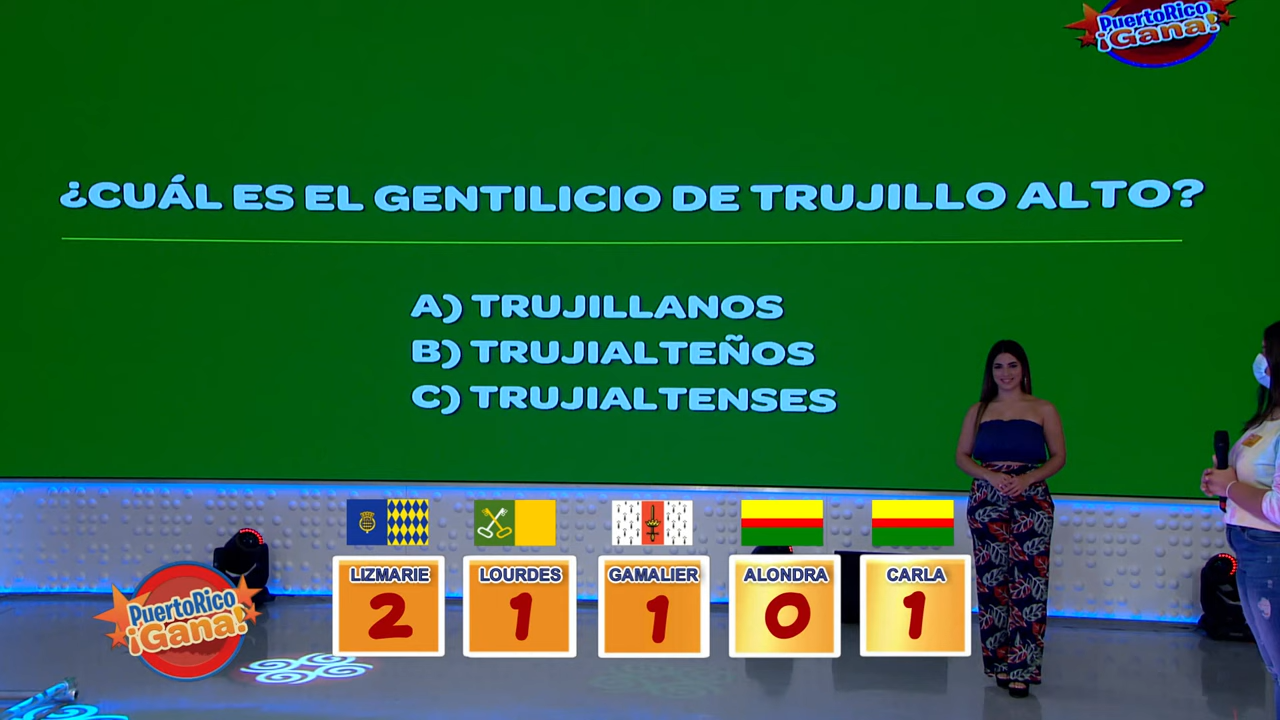 PuertoRico
¡Gana!
¿CUÁL ES EL GENTILICIO DE TRUJILLO ALTO?
A) TRUJILLANOS
B) TRUJIALTEÑOS
C) TRUJIALTENSES
LIZMARIE
2
LOURDES
1
GAMALIER
1
ALONDRA
0
CARLA
1
PuertoRico
¡Gana!